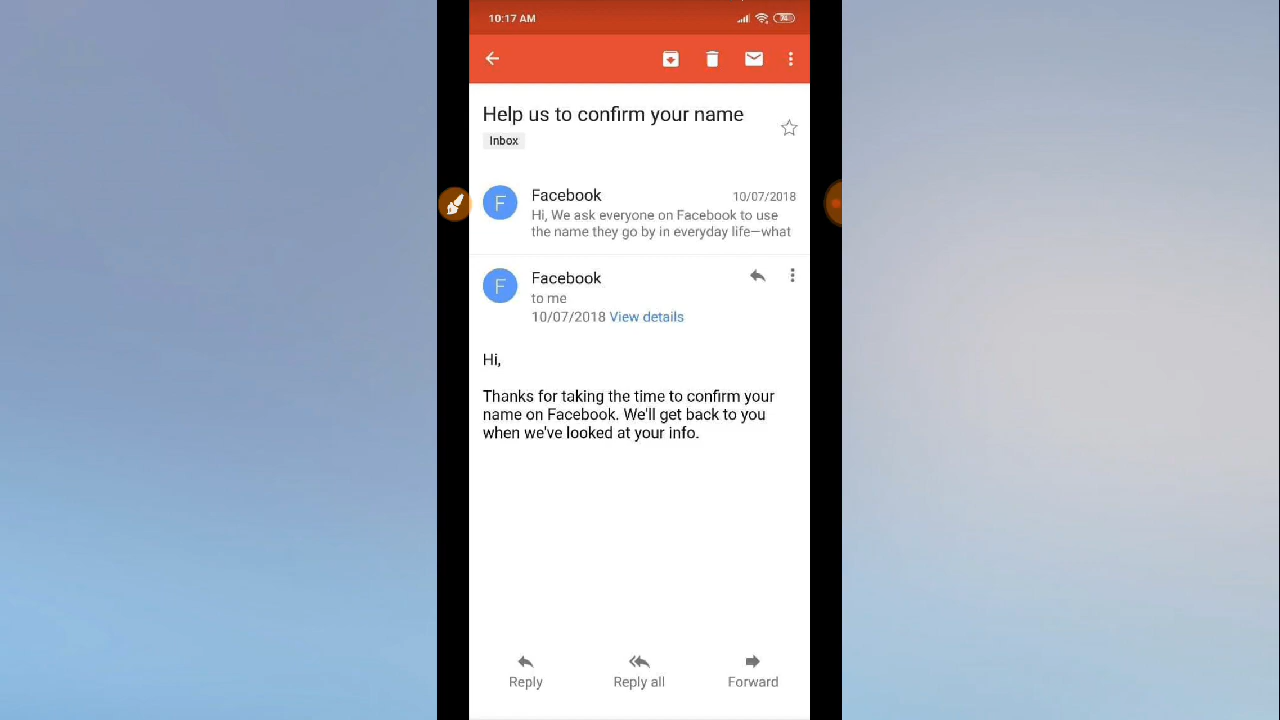 10:17 AM
74
Help us to confirm your name
Inbox
F
Facebook
10/07/2018
Hi, We ask everyone on Facebook to use
the name they go by in everyday life—what
F
Facebook
to me
10/07/2018 View details
Hi,
Thanks for taking the time to confirm your
name on Facebook. We'll get back to you
when we've looked at your info.
Reply
Reply all
Forward